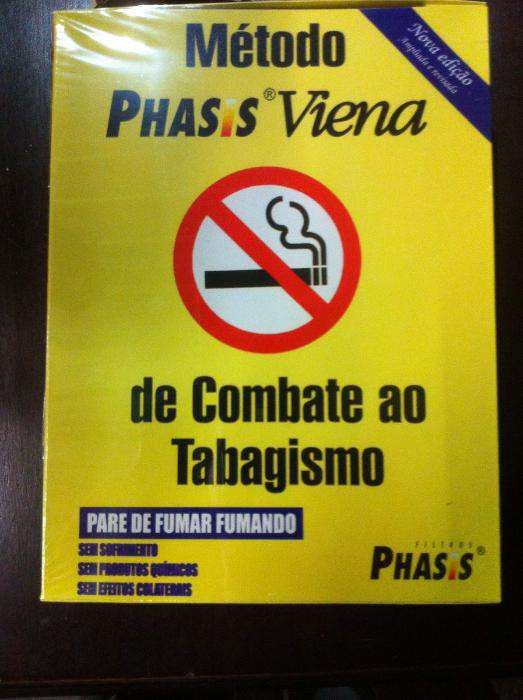 Método
Nova edição
Ampliada e revisada
PHASiS® Viena
de Combate ao
Tabagismo
PARE DE FUMAR FUMANDO
SEM SOFRIMENTO
SEM PRODUTOS QUÍMICOS
SEM EFEITOS COLATERAIS
FILTROS
PHASiS®